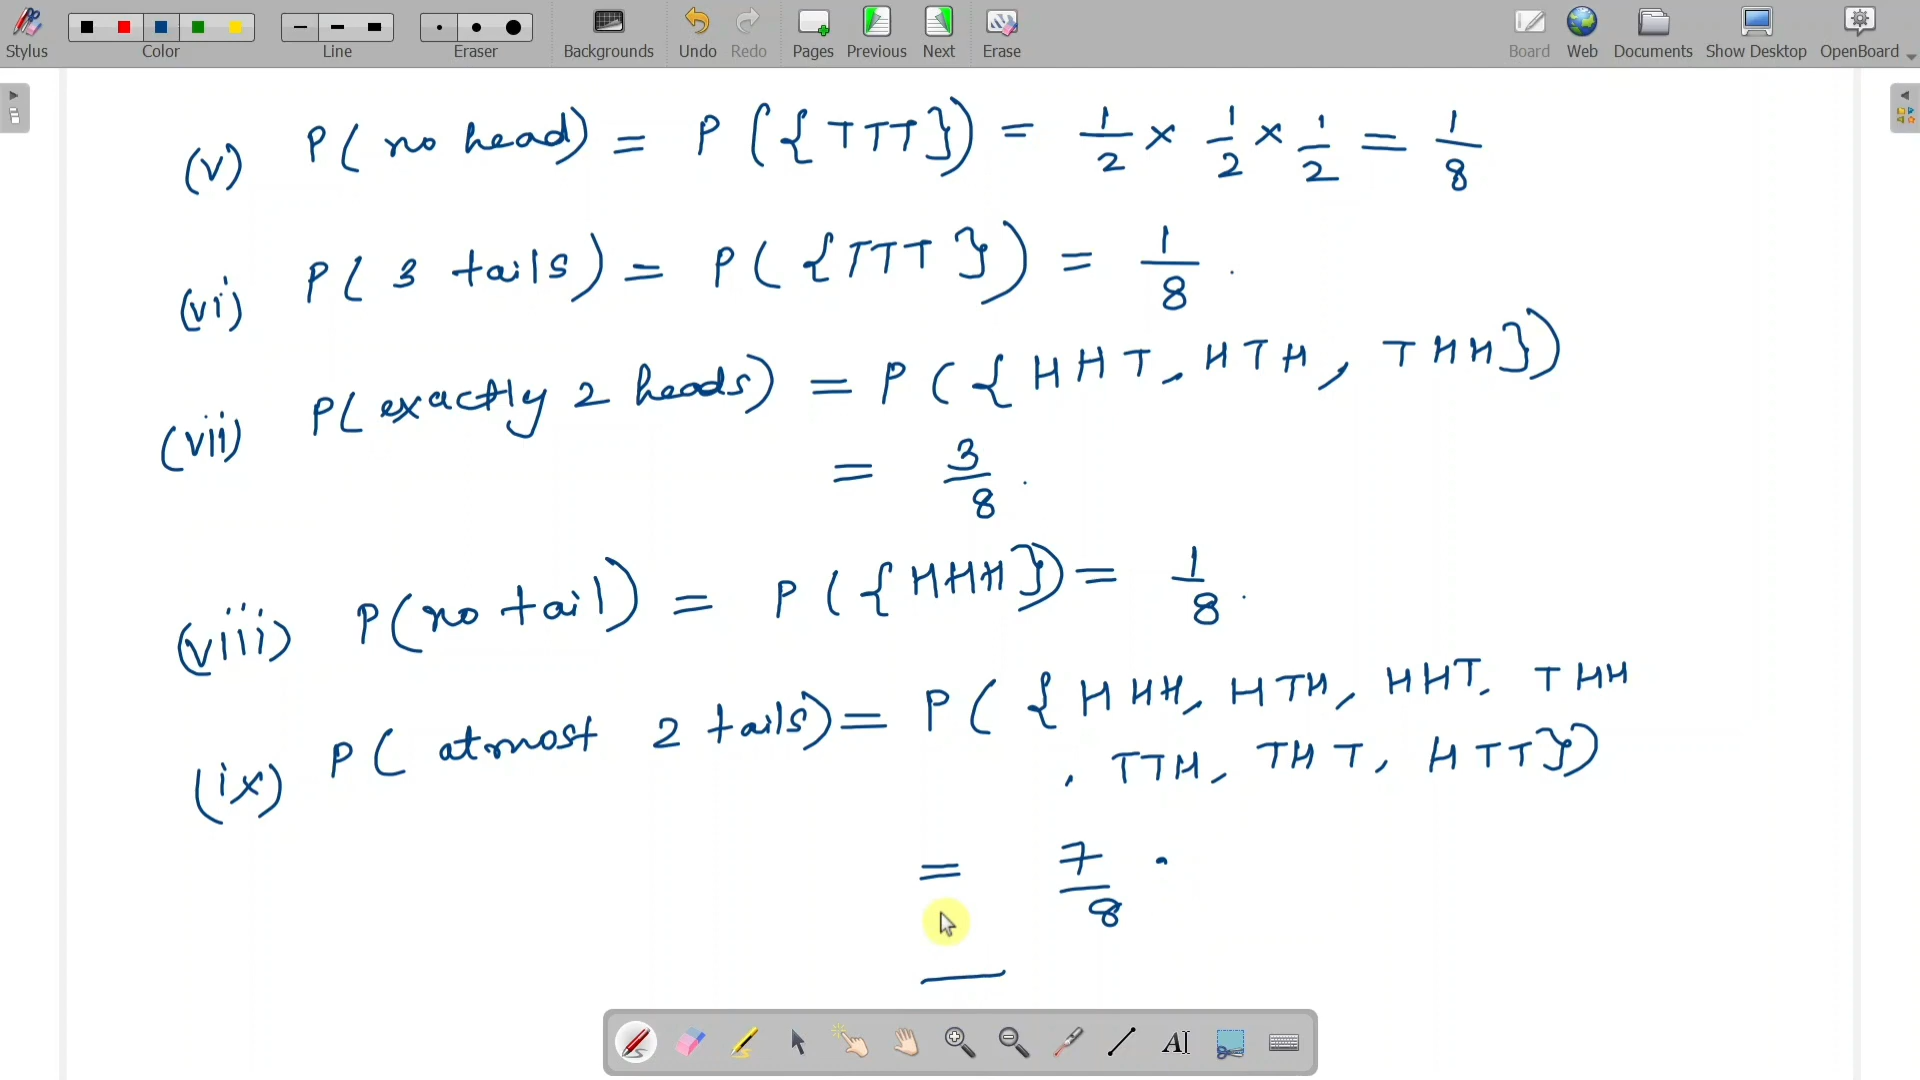 Stylus Color Line Eraser Backgrounds Undo Redo Pages Previous Next Erase Board Web Documents Show Desktop OpenBoard
(v) P( no head) = P ({ TTT}) = 1/2 × 1/2 × 1/2 = 1/8
(vi) P( 3 tails) = P( {TTT }) = 1/8 .
(vii) P( exactly 2 heads) = P ({ HHT, HTH, THH})
= 3/8 .
(viii) P(no tail) = P ({ HHH}) = 1/8 .
(ix) P( atmost 2 tails) = P( { HHH, HTH, HHT, THH
, TTH, THT, HTT})
= 7/8 .
AI